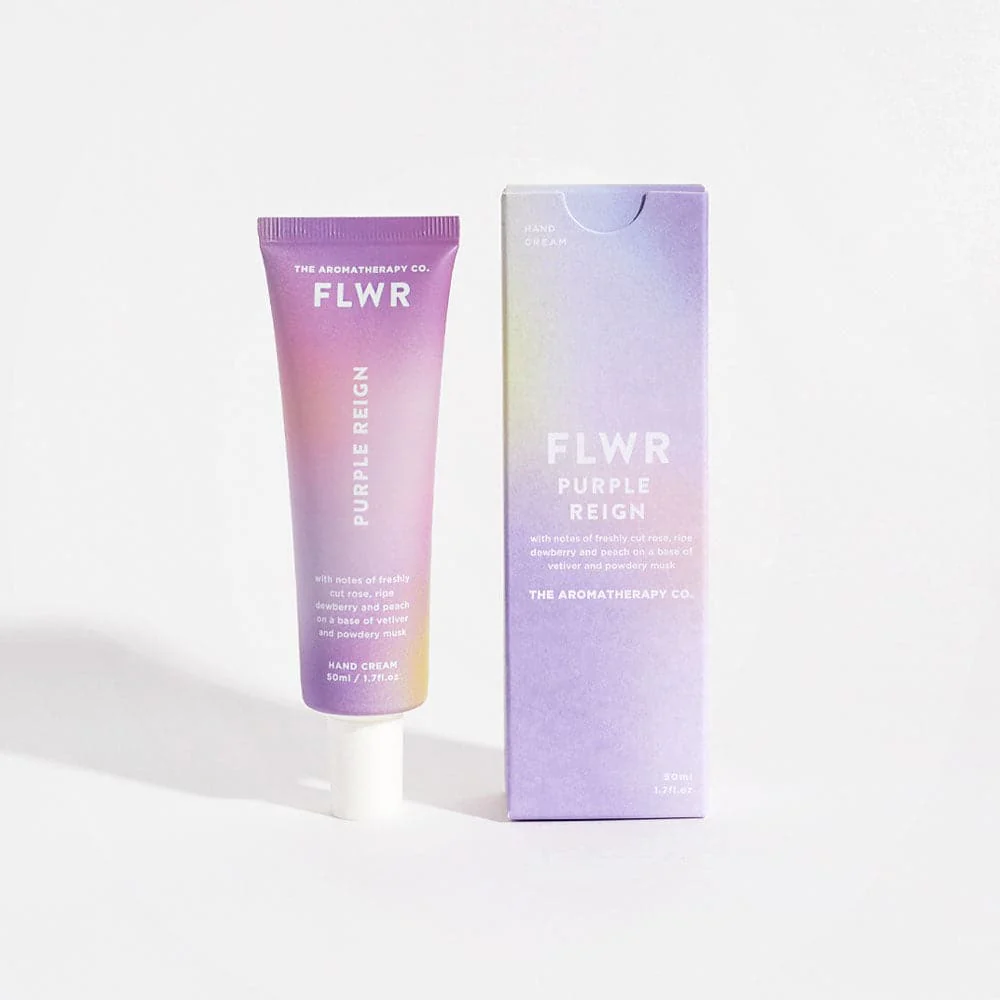 THE AROMATHERAPY CO.
FLWR
PURPLE REIGN
with notes of freshly
cut rose, ripe
dewberry and peach
on a base of vetiver
and powdery musk
HAND CREAM
50ml / 1.7fl.oz
HAND
CREAM
FLWR
PURPLE
REIGN
with notes of freshly cut rose, ripe
dewberry and peach on a base of
vetiver and powdery musk
THE AROMATHERAPY CO.
50ml
1.7fl.oz